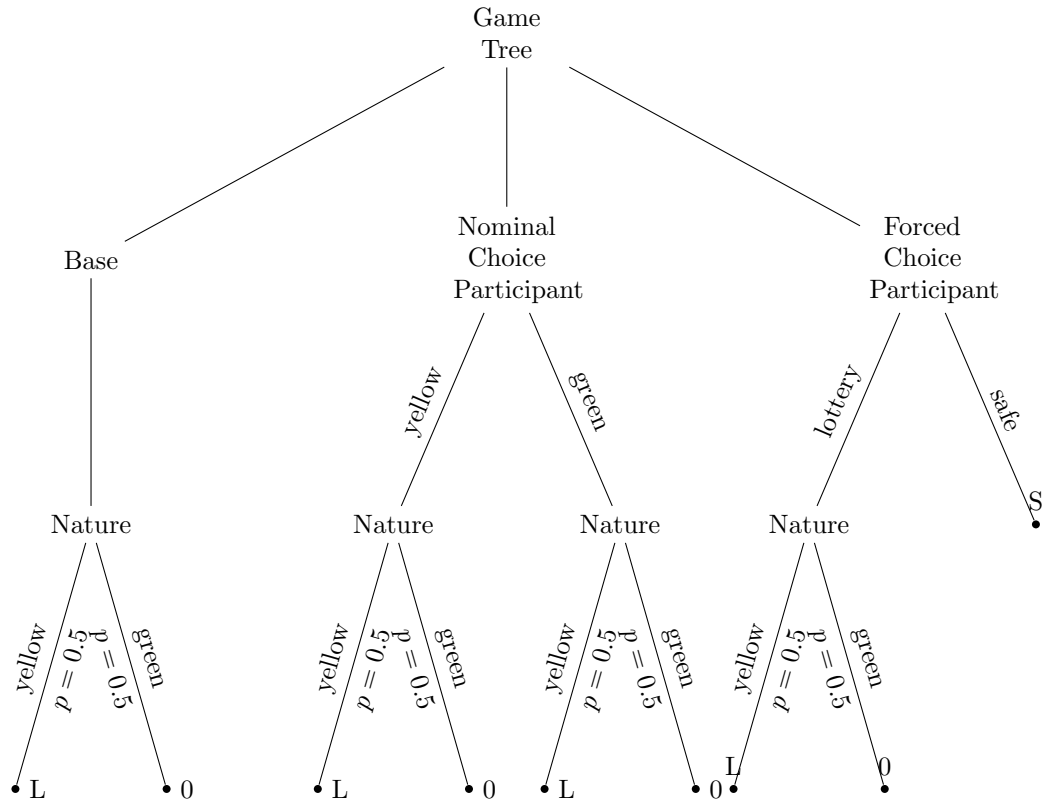 Game
Tree
Base
Nominal
Choice
Participant
Forced
Choice
Participant
yellow
green
lottery
safe
S
Nature
Nature
Nature
Nature
yellow
p = 0.5
p = 0.5
green
yellow
p = 0.5
p = 0.5
green
yellow
p = 0.5
p = 0.5
green
yellow
p = 0.5
p = 0.5
green
L
0
L
0
L
0
L
0